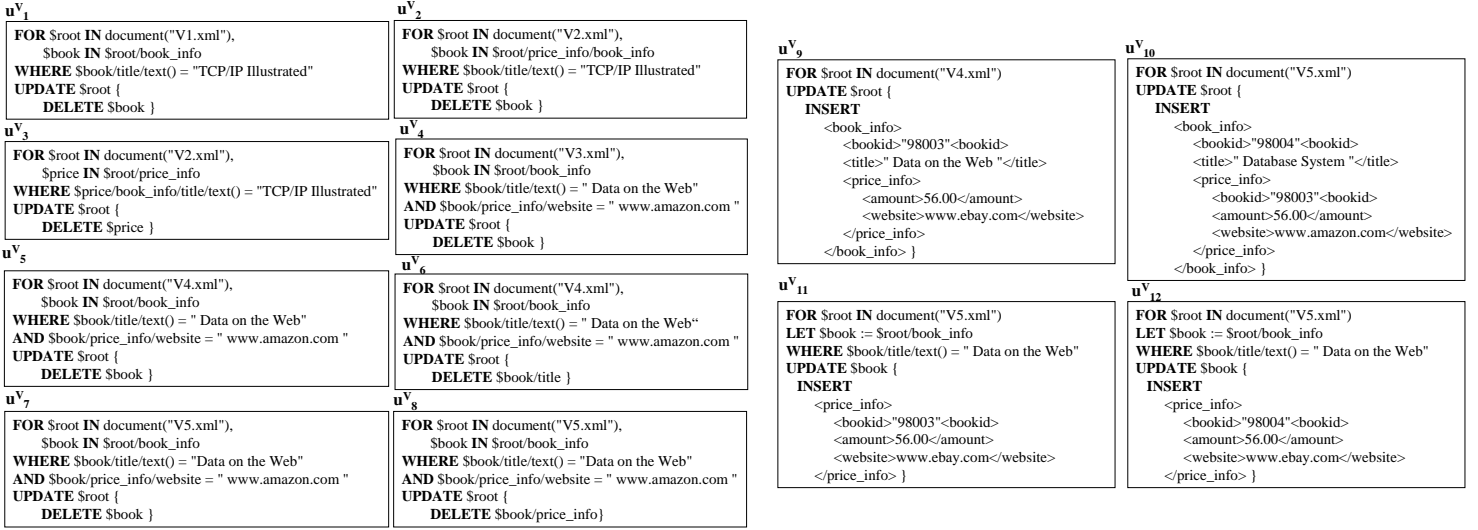 uV1
FOR $root IN document("V1.xml"),
$book IN $root/book_info
WHERE $book/title/text() = "TCP/IP Illustrated"
UPDATE $root {
DELETE $book }
uV2
FOR $root IN document("V2.xml"),
$book IN $root/price_info/book_info
WHERE $book/title/text() = "TCP/IP Illustrated"
UPDATE $root {
DELETE $book }
uV3
FOR $root IN document("V2.xml"),
$price IN $root/price_info
WHERE $price/book_info/title/text() = "TCP/IP Illustrated"
UPDATE $root {
DELETE $price }
uV4
FOR $root IN document("V3.xml"),
$book IN $root/book_info
WHERE $book/title/text() = " Data on the Web"
AND $book/price_info/website = " www.amazon.com "
UPDATE $root {
DELETE $book }
uV5
FOR $root IN document("V4.xml"),
$book IN $root/book_info
WHERE $book/title/text() = " Data on the Web"
AND $book/price_info/website = " www.amazon.com "
UPDATE $root {
DELETE $book }
uV6
FOR $root IN document("V4.xml"),
$book IN $root/book_info
WHERE $book/title/text() = " Data on the Web“
AND $book/price_info/website = " www.amazon.com "
UPDATE $root {
DELETE $book/title }
uV7
FOR $root IN document("V5.xml"),
$book IN $root/book_info
WHERE $book/title/text() = "Data on the Web"
AND $book/price_info/website = " www.amazon.com "
UPDATE $root {
DELETE $book }
uV8
FOR $root IN document("V5.xml"),
$book IN $root/book_info
WHERE $book/title/text() = "Data on the Web"
AND $book/price_info/website = " www.amazon.com "
UPDATE $root {
DELETE $book/price_info}
uV9
FOR $root IN document("V4.xml")
UPDATE $root {
INSERT
<book_info>
<bookid>"98003"<bookid>
<title>" Data on the Web "</title>
<price_info>
<amount>56.00</amount>
<website>www.ebay.com</website>
</price_info>
</book_info> }
uV10
FOR $root IN document("V5.xml")
UPDATE $root {
INSERT
<book_info>
<bookid>"98004"<bookid>
<title>" Database System "</title>
<price_info>
<bookid>"98003"<bookid>
<amount>56.00</amount>
<website>www.amazon.com</website>
</price_info>
</book_info> }
uV11
FOR $root IN document("V5.xml")
LET $book := $root/book_info
WHERE $book/title/text() = " Data on the Web"
UPDATE $book {
INSERT
<price_info>
<bookid>"98003"<bookid>
<amount>56.00</amount>
<website>www.ebay.com</website>
</price_info> }
uV12
FOR $root IN document("V5.xml")
LET $book := $root/book_info
WHERE $book/title/text() = " Data on the Web"
UPDATE $book {
INSERT
<price_info>
<bookid>"98004"<bookid>
<amount>56.00</amount>
<website>www.ebay.com</website>
</price_info> }